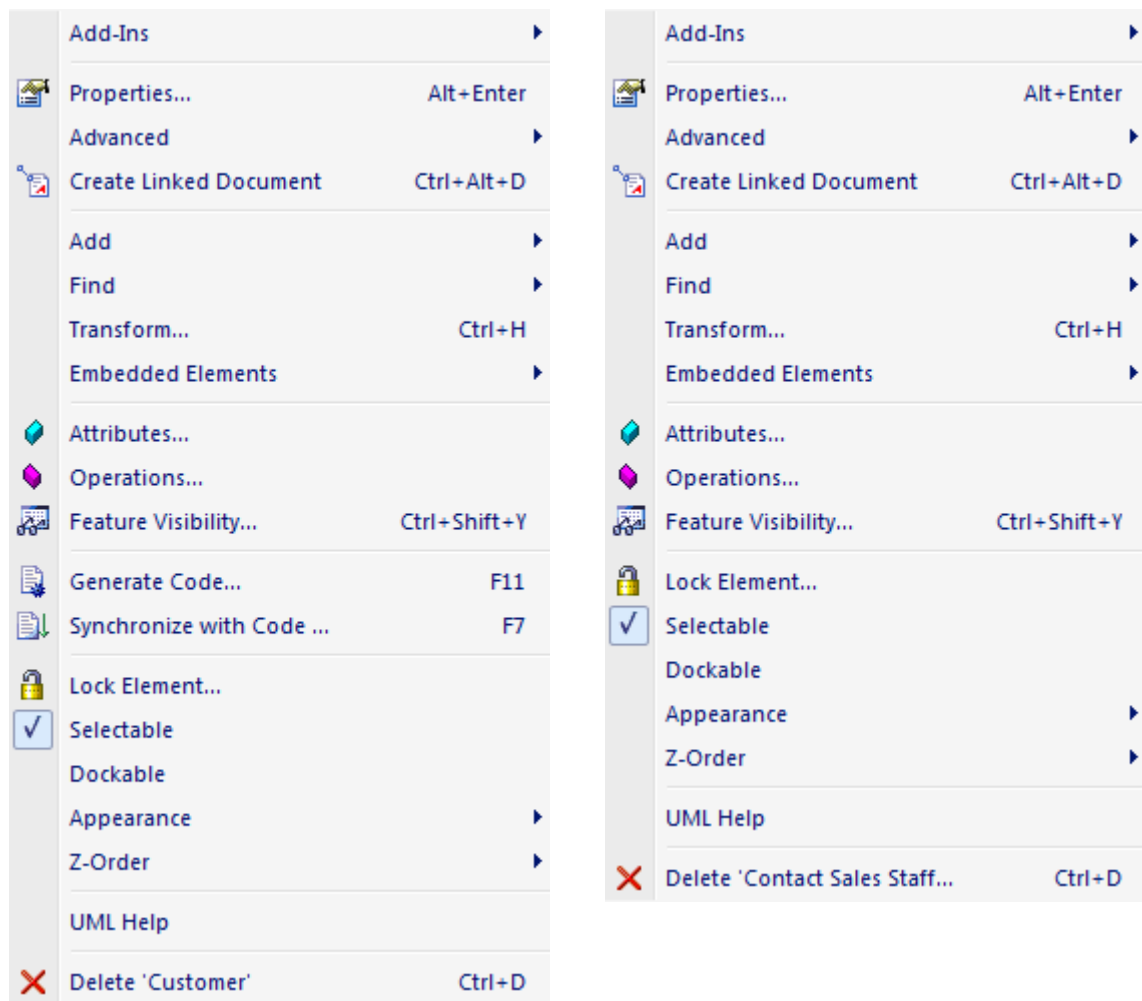 Add-Ins
Properties... Alt+Enter
Advanced
Create Linked Document Ctrl+Alt+D
Add
Find
Transform... Ctrl+H
Embedded Elements
Attributes...
Operations...
Feature Visibility... Ctrl+Shift+Y
Generate Code... F11
Synchronize with Code ... F7
Lock Element...
Selectable
Dockable
Appearance
Z-Order
UML Help
Delete 'Customer' Ctrl+D
Add-Ins
Properties... Alt+Enter
Advanced
Create Linked Document Ctrl+Alt+D
Add
Find
Transform... Ctrl+H
Embedded Elements
Attributes...
Operations...
Feature Visibility... Ctrl+Shift+Y
Lock Element...
Selectable
Dockable
Appearance
Z-Order
UML Help
Delete 'Contact Sales Staff... Ctrl+D